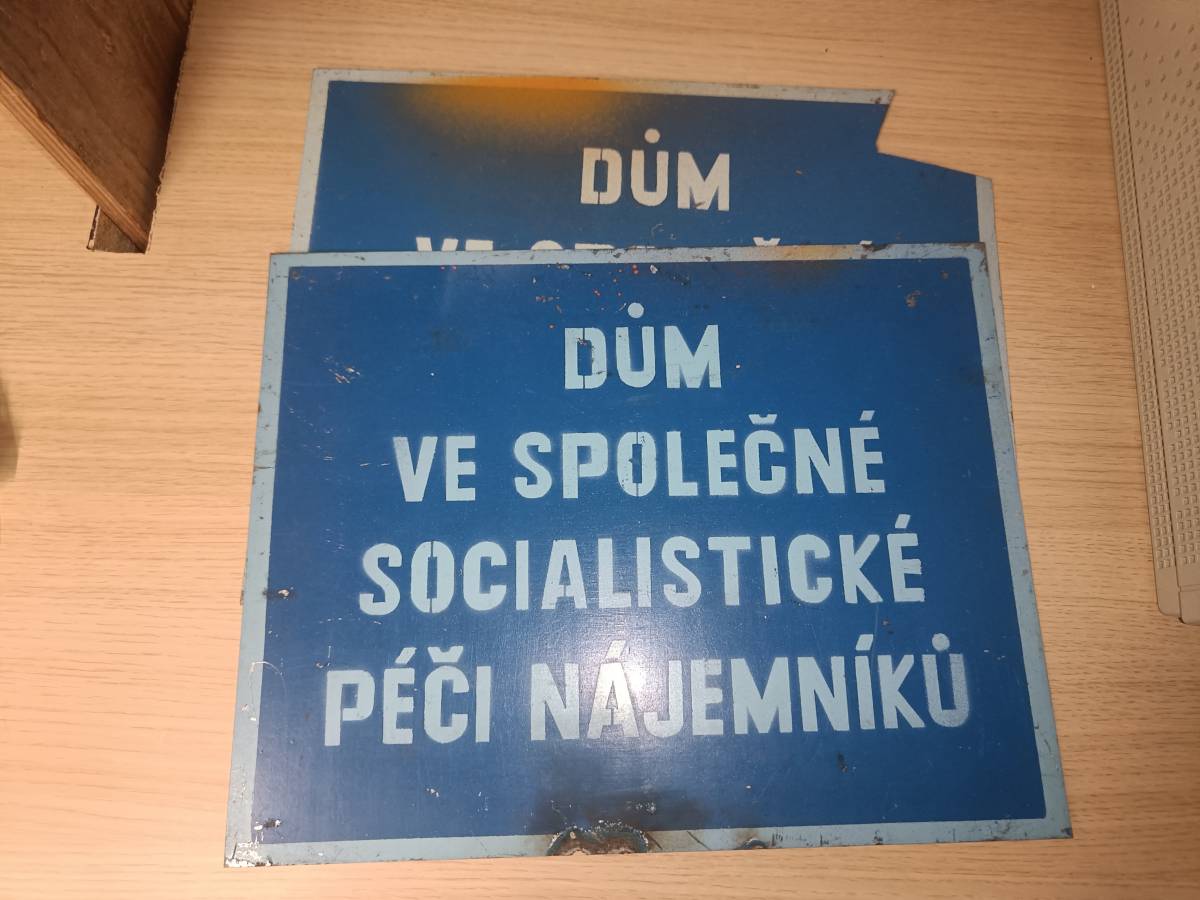 DŮM
DŮM
VE SPOLEČNÉ
SOCIALISTICKÉ
PÉČI NÁJEMNÍKŮ